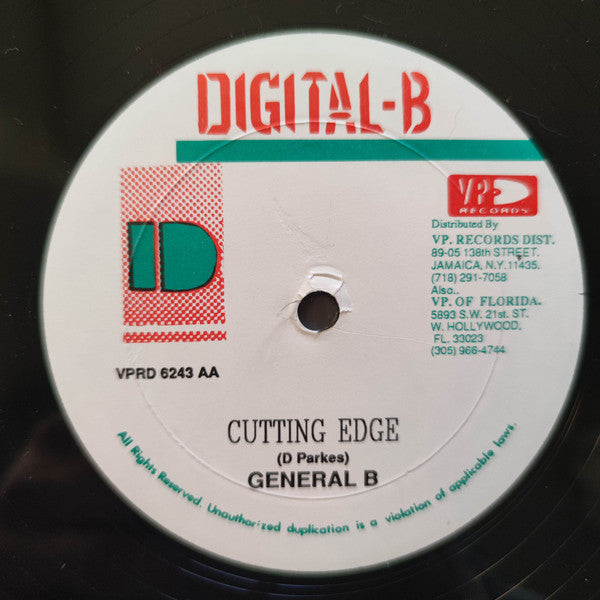 DIGITAL-B
VP
RECORDS
Distributed By
VP. RECORDS DIST.
89-05 138th STREET.
JAMAICA, N.Y. 11435.
(718) 291-7058
Also..
VP. OF FLORIDA.
5893 S.W. 21st. ST.
W. HOLLYWOOD,
FL. 33023
(305) 966-4744
D
VPRD 6243 AA
CUTTING EDGE
(D Parkes)
GENERAL B
All Rights Reserved. Unauthorized duplication is a violation of applicable laws.